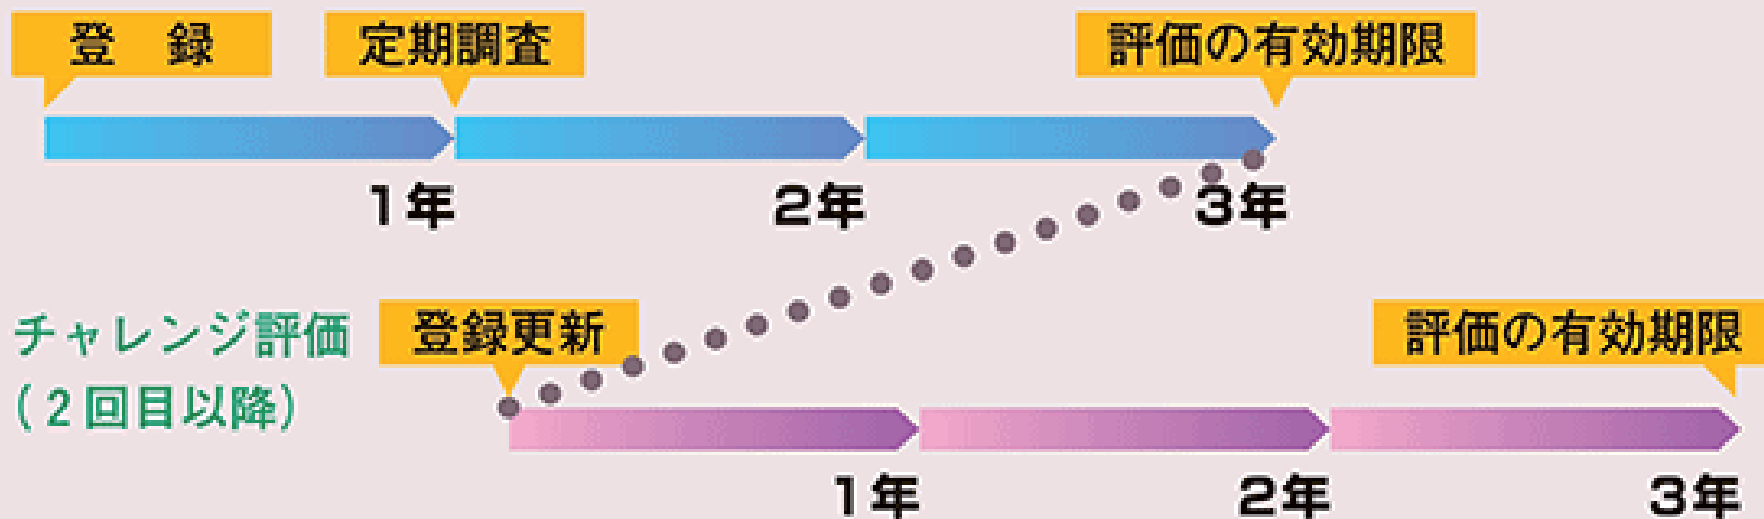 登　録
定期調査
評価の有効期限
1年
2年
3年
チャレンジ評価
（２回目以降）
登録更新
評価の有効期限
1年
2年
3年